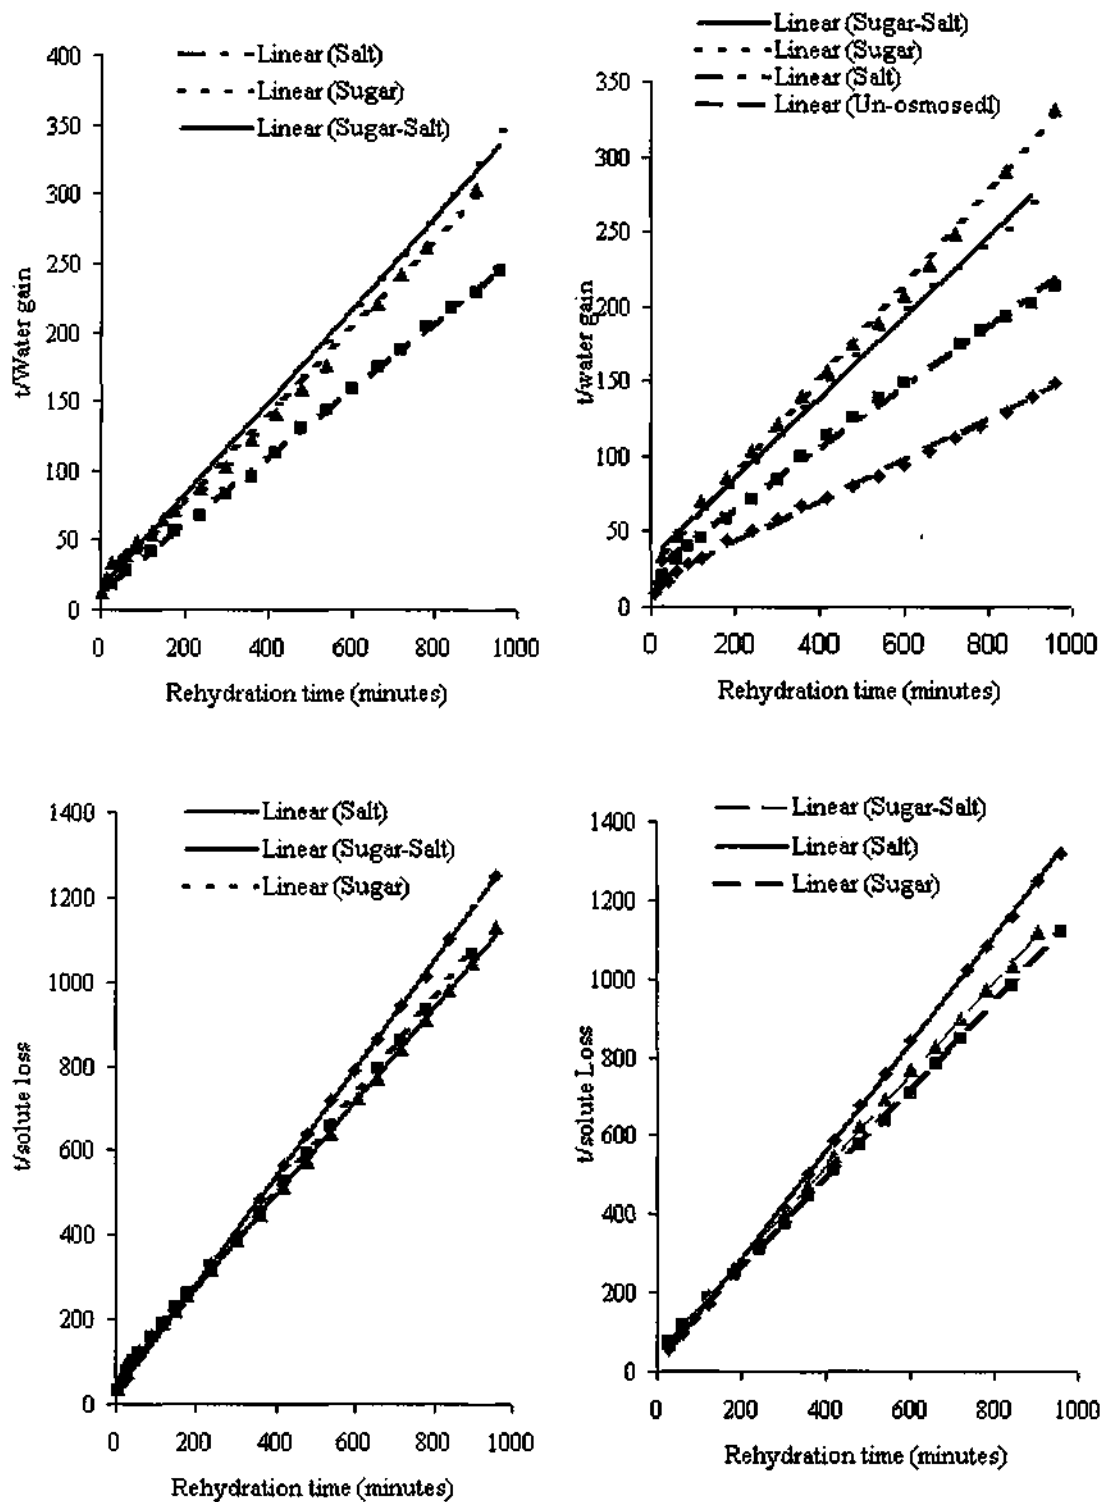 Linear (Salt)
Linear (Sugar)
Linear (Sugar-Salt)
400
350
300
250
200
150
100
50
0
t/Water gain
0 200 400 600 800 1000
Rehydration time (minutes)
Linear (Sugar-Salt)
Linear (Sugar)
Linear (Salt)
Linear (Un-osmosedl)
350
300
250
200
150
100
50
0
t/water gain
0 200 400 600 800 1000
Rehydration time (minutes)
Linear (Salt)
Linear (Sugar-Salt)
Linear (Sugar)
1400
1200
1000
800
600
400
200
0
t/solute loss
0 200 400 600 800 1000
Rehydration time (minutes)
Linear (Sugar-Salt)
Linear (Salt)
Linear (Sugar)
1400
1200
1000
800
600
400
200
0
t/solute Loss
0 200 400 600 800 1000
Rehydration time (minutes)